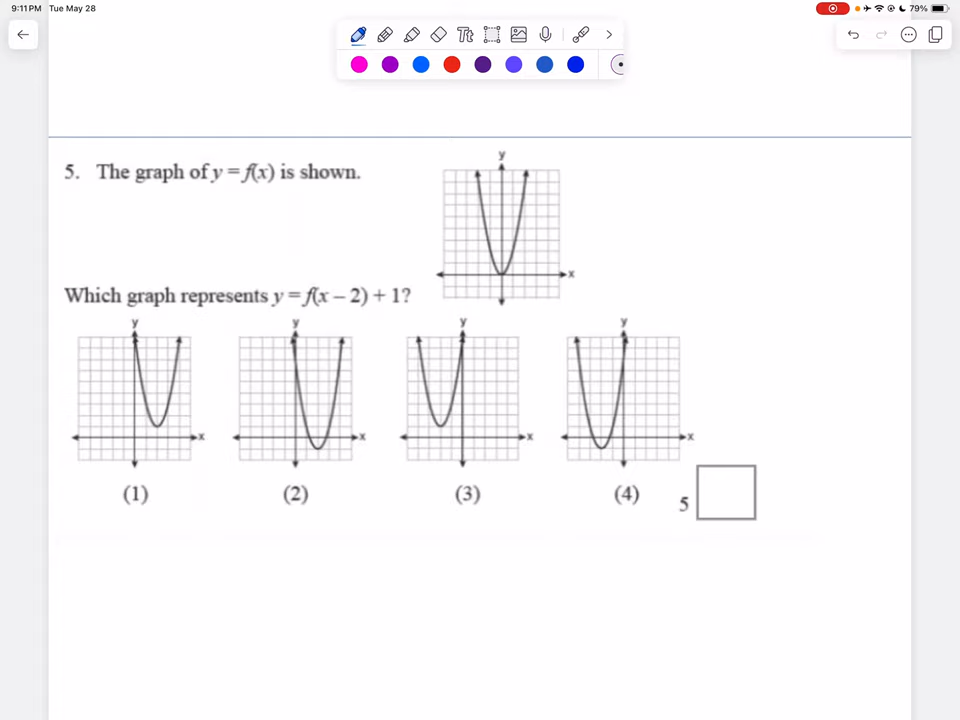 9:11 PM Tue May 28
79%
Tt
5. The graph of y = f(x) is shown.
y
x
Which graph represents y = f(x – 2) + 1?
y
y
y
y
x
x
x
x
(1)
(2)
(3)
(4)
5